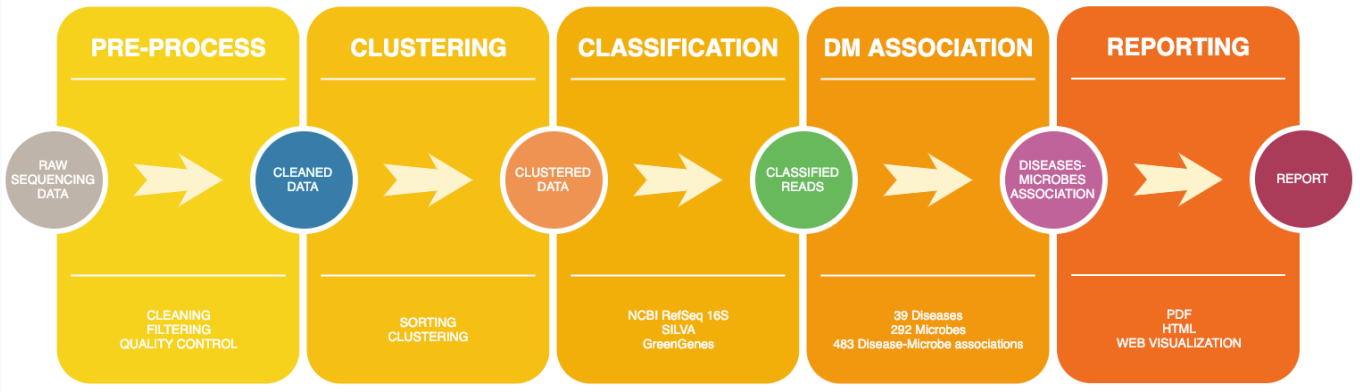 PRE-PROCESS
CLUSTERING
CLASSIFICATION
DM ASSOCIATION
REPORTING
RAW
SEQUENCING
DATA
CLEANED
DATA
CLUSTERED
DATA
CLASSIFIED
READS
DISEASES-
MICROBES
ASSOCIATION
REPORT
CLEANING
FILTERING
QUALITY CONTROL
SORTING
CLUSTERING
NCBI RefSeq 16S
SILVA
GreenGenes
39 Diseases
292 Microbes
483 Disease-Microbe associations
PDF
HTML
WEB VISUALIZATION